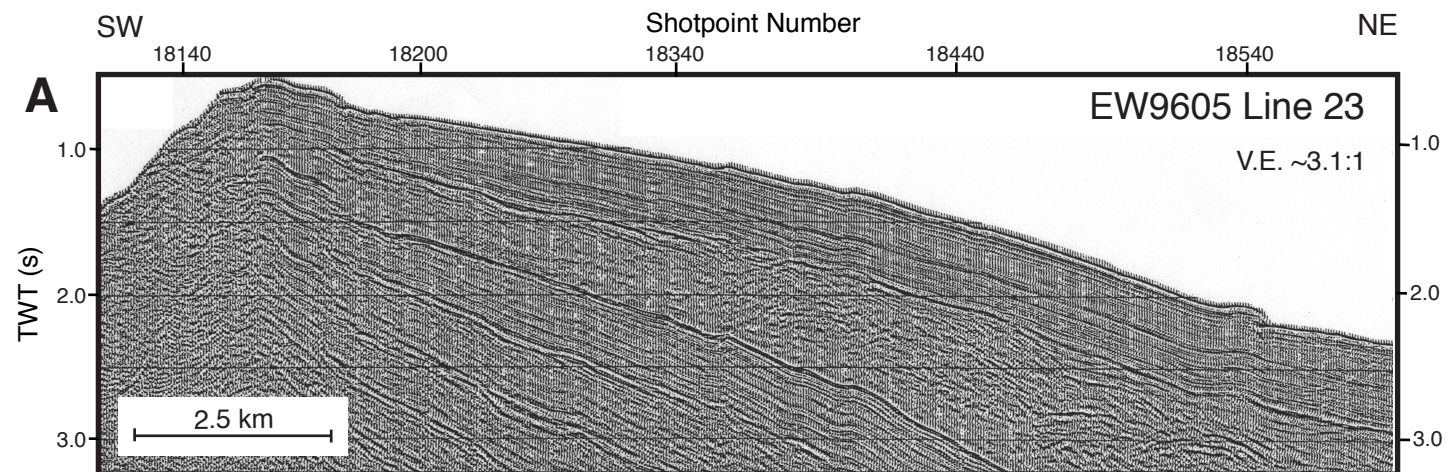 SW Shotpoint Number NE
18140 18200 18340 18440 18540
A
EW9605 Line 23
1.0 1.0
V.E. ~3.1:1
TWT (s)
2.0 2.0
2.5 km
3.0 3.0